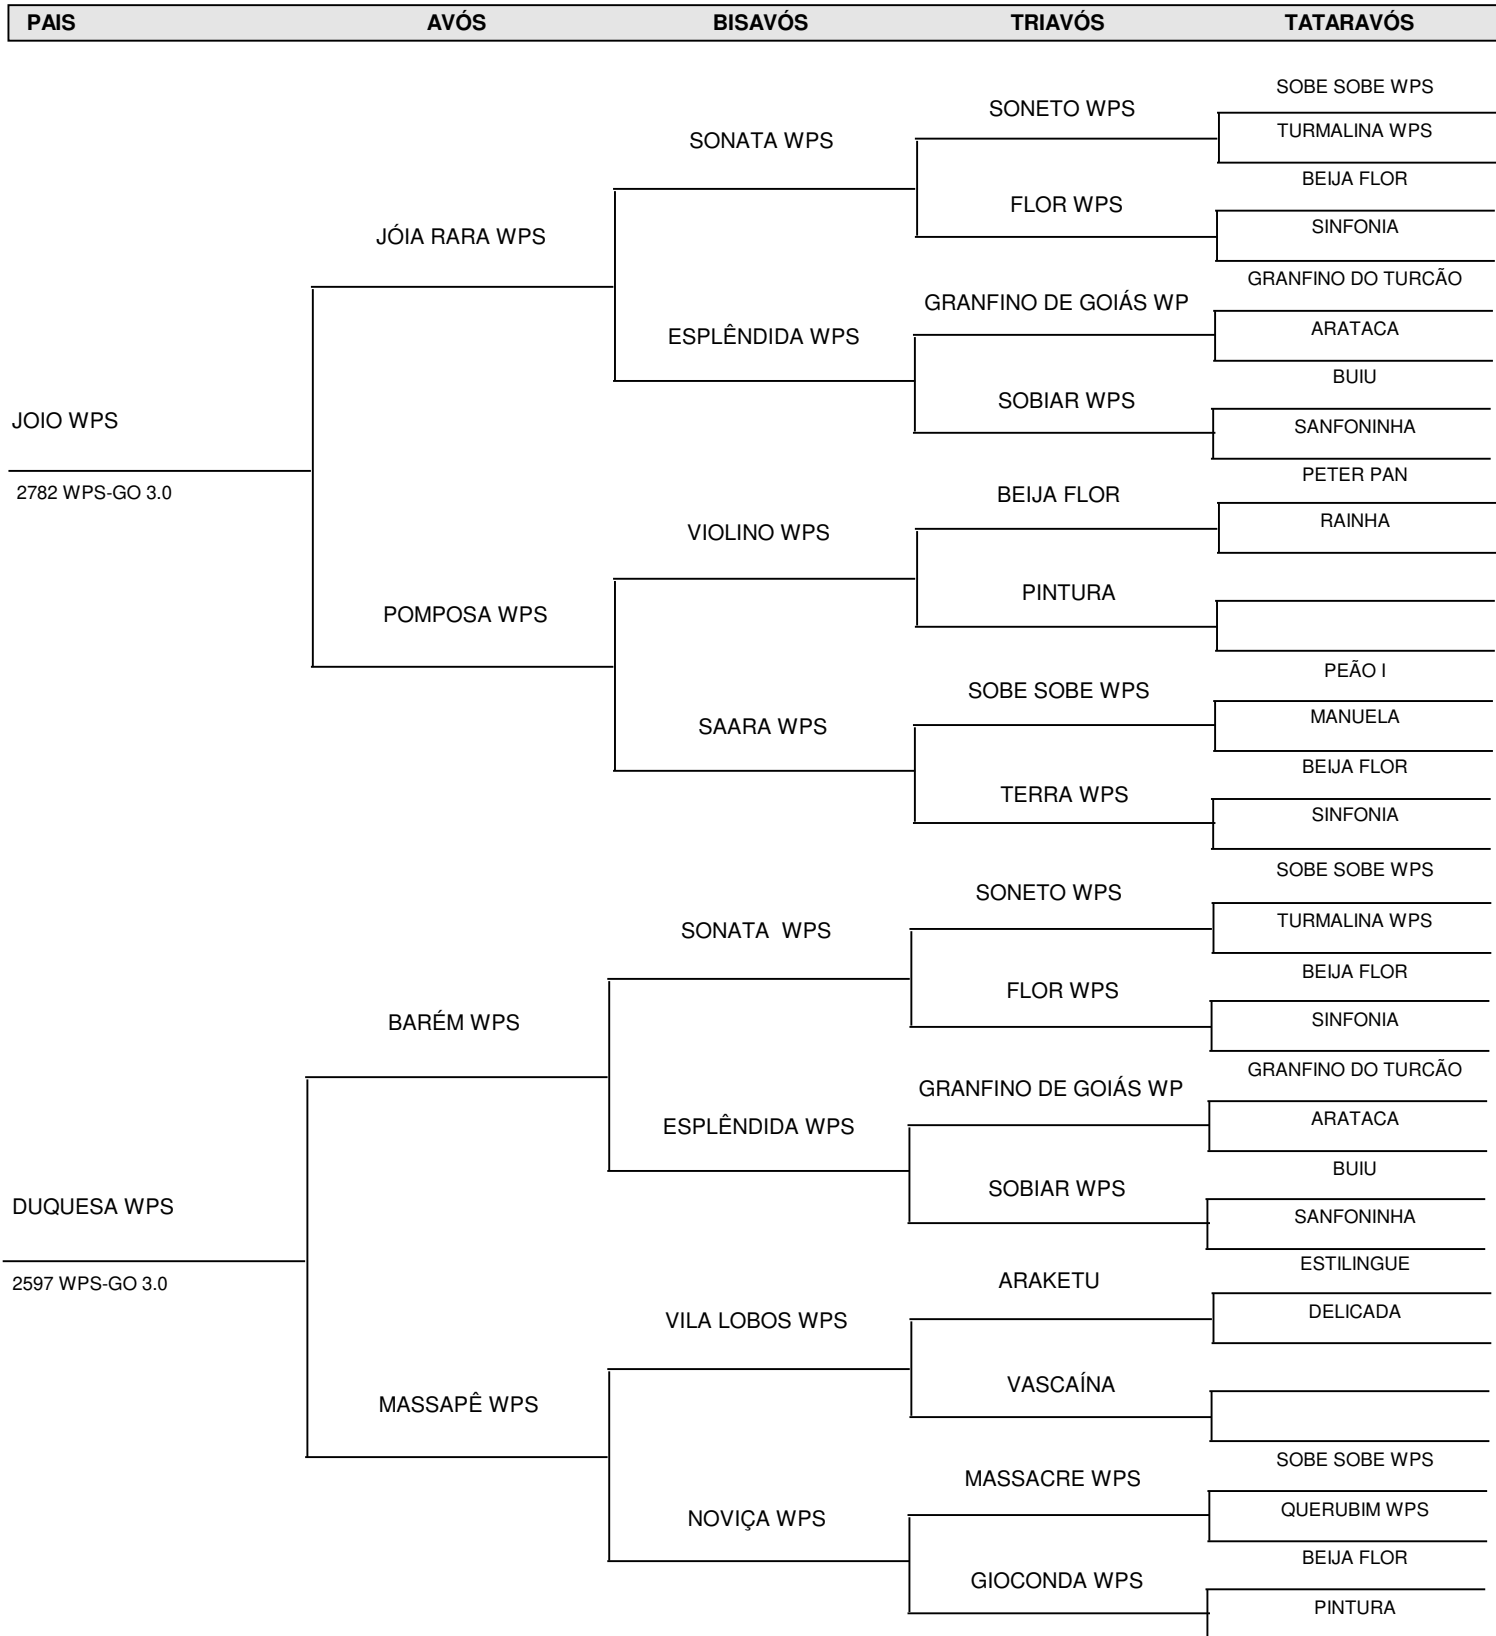 PAIS AVÓS BISAVÓS TRIAVÓS TATARAVÓS
SOBE SOBE WPS
SONETO WPS
TURMALINA WPS
SONATA WPS
BEIJA FLOR
FLOR WPS
SINFONIA
JÓIA RARA WPS
GRANFINO DO TURCÃO
GRANFINO DE GOIÁS WP
ARATACA
ESPLÊNDIDA WPS
BUIU
SOBIAR WPS
JOIO WPS
SANFONINHA
PETER PAN
2782 WPS-GO 3.0
BEIJA FLOR
RAINHA
VIOLINO WPS
PINTURA
POMPOSA WPS
PEÃO I
SOBE SOBE WPS
MANUELA
SAARA WPS
BEIJA FLOR
TERRA WPS
SINFONIA
SOBE SOBE WPS
SONETO WPS
TURMALINA WPS
SONATA  WPS
BEIJA FLOR
FLOR WPS
BARÉM WPS
SINFONIA
GRANFINO DO TURCÃO
GRANFINO DE GOIÁS WP
ARATACA
ESPLÊNDIDA WPS
BUIU
SOBIAR WPS
DUQUESA WPS
SANFONINHA
ESTILINGUE
ARAKETU
2597 WPS-GO 3.0
DELICADA
VILA LOBOS WPS
VASCAÍNA
MASSAPÊ WPS
SOBE SOBE WPS
MASSACRE WPS
QUERUBIM WPS
NOVIÇA WPS
BEIJA FLOR
GIOCONDA WPS
PINTURA